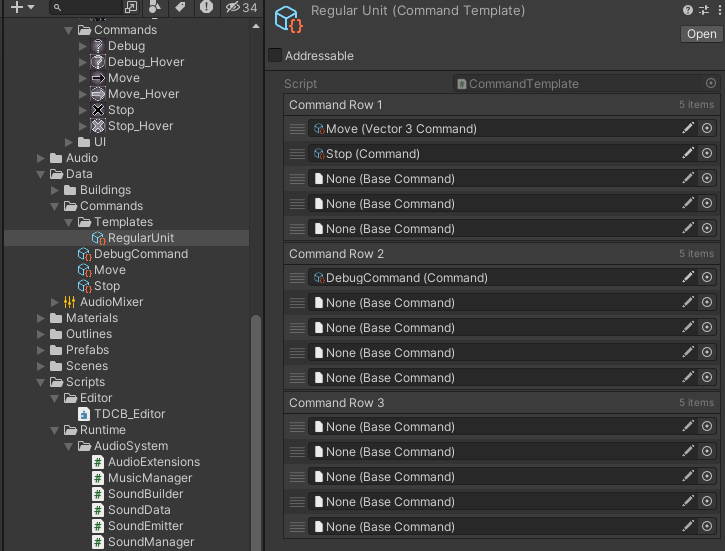 34
Commands
Debug
Debug_Hover
Move
Move_Hover
Stop
Stop_Hover
UI
Audio
Data
Buildings
Commands
Templates
RegularUnit
DebugCommand
Move
Stop
AudioMixer
Materials
Outlines
Prefabs
Scenes
Scripts
Editor
TDCB_Editor
Runtime
AudioSystem
AudioExtensions
MusicManager
SoundBuilder
SoundData
SoundEmitter
SoundManager
Regular Unit (Command Template)
Open
Addressable
Script CommandTemplate
Command Row 1 5 items
Move (Vector 3 Command)
Stop (Command)
None (Base Command)
None (Base Command)
None (Base Command)
Command Row 2 5 items
DebugCommand (Command)
None (Base Command)
None (Base Command)
None (Base Command)
None (Base Command)
Command Row 3 5 items
None (Base Command)
None (Base Command)
None (Base Command)
None (Base Command)
None (Base Command)